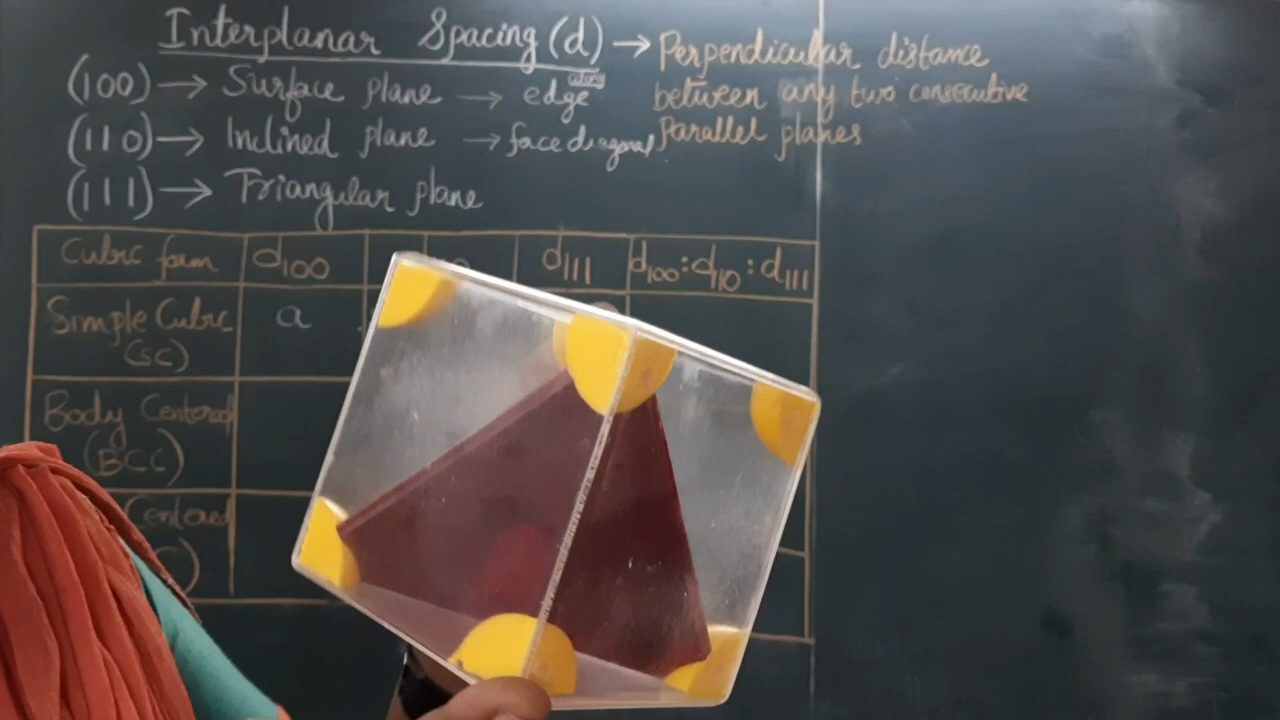 Interplanar Spacing (d) → Perpendicular distance
between any two consecutive
Parallel planes
(100) → Surface plane → edge
(110) → Inclined plane → face diagonal
(111) → Triangular plane
Cubic form d100 d111 d100:d110:d111
Simple Cubic a
(SC)
Body Centered
(BCC)
Centered